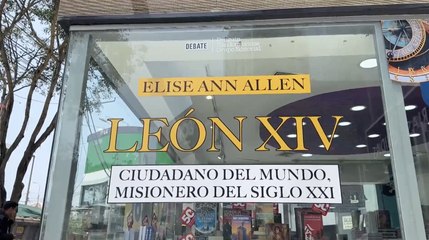 DEBATE
ELISE ANN ALLEN
LEÓN XIV
CIUDADANO DEL MUNDO,
MISIONERO DEL SIGLO XXI